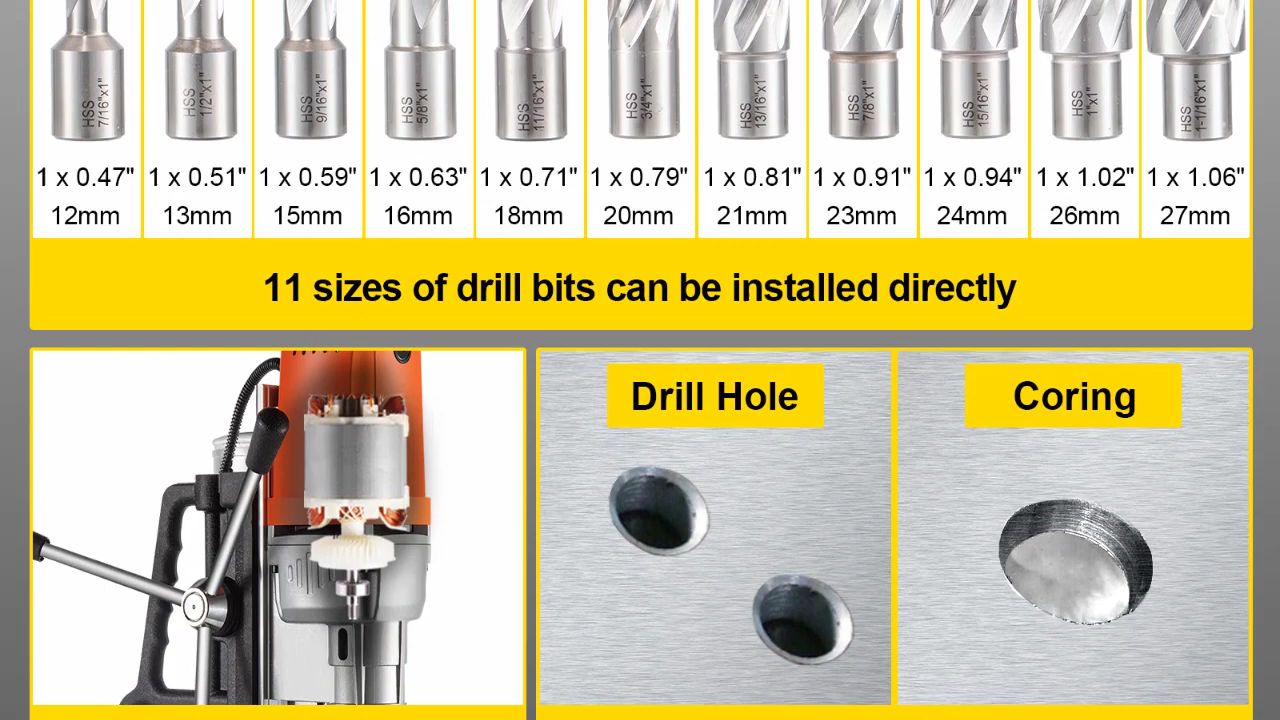 HSS 7/16"x1"
HSS 1/2"x1"
HSS 9/16"x1"
HSS 5/8"x1"
HSS 11/16"x1"
HSS 3/4"x1"
HSS 13/16"x1"
HSS 7/8"x1"
HSS 15/16"x1"
HSS 1"x1"
HSS 1-1/16"x1"
1 x 0.47" 1 x 0.51" 1 x 0.59" 1 x 0.63" 1 x 0.71" 1 x 0.79" 1 x 0.81" 1 x 0.91" 1 x 0.94" 1 x 1.02" 1 x 1.06"
12mm 13mm 15mm 16mm 18mm 20mm 21mm 23mm 24mm 26mm 27mm
11 sizes of drill bits can be installed directly
Drill Hole
Coring